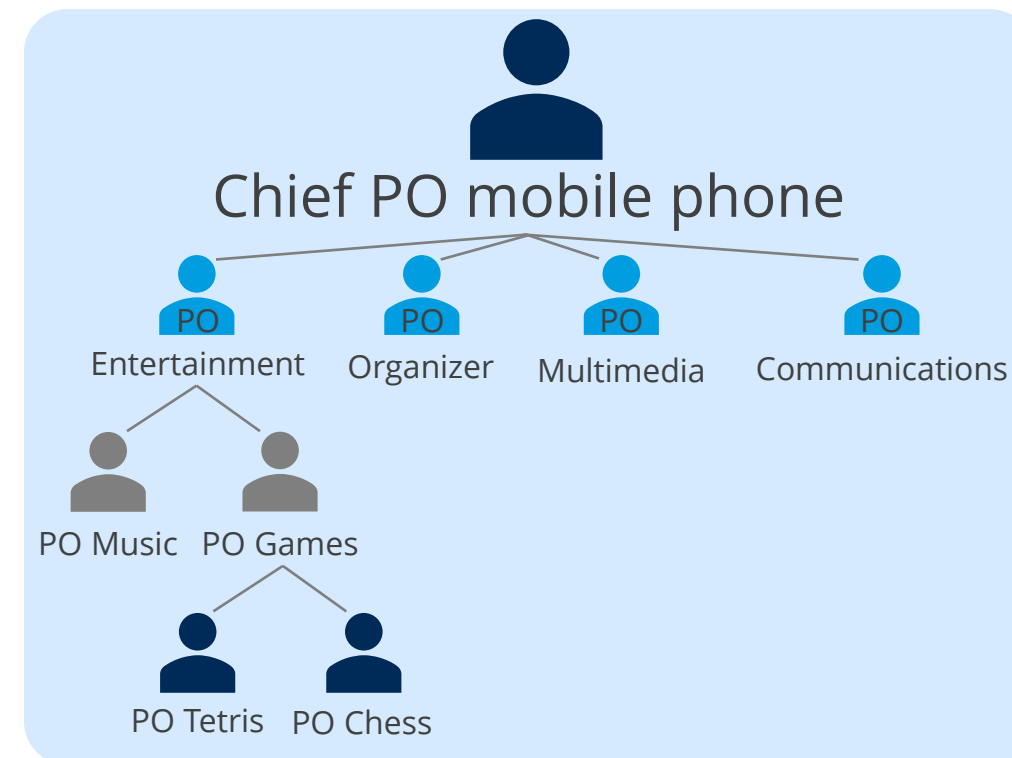 Chief PO mobile phone
PO PO PO PO
Entertainment Organizer Multimedia Communications
PO Music PO Games
PO Tetris PO Chess